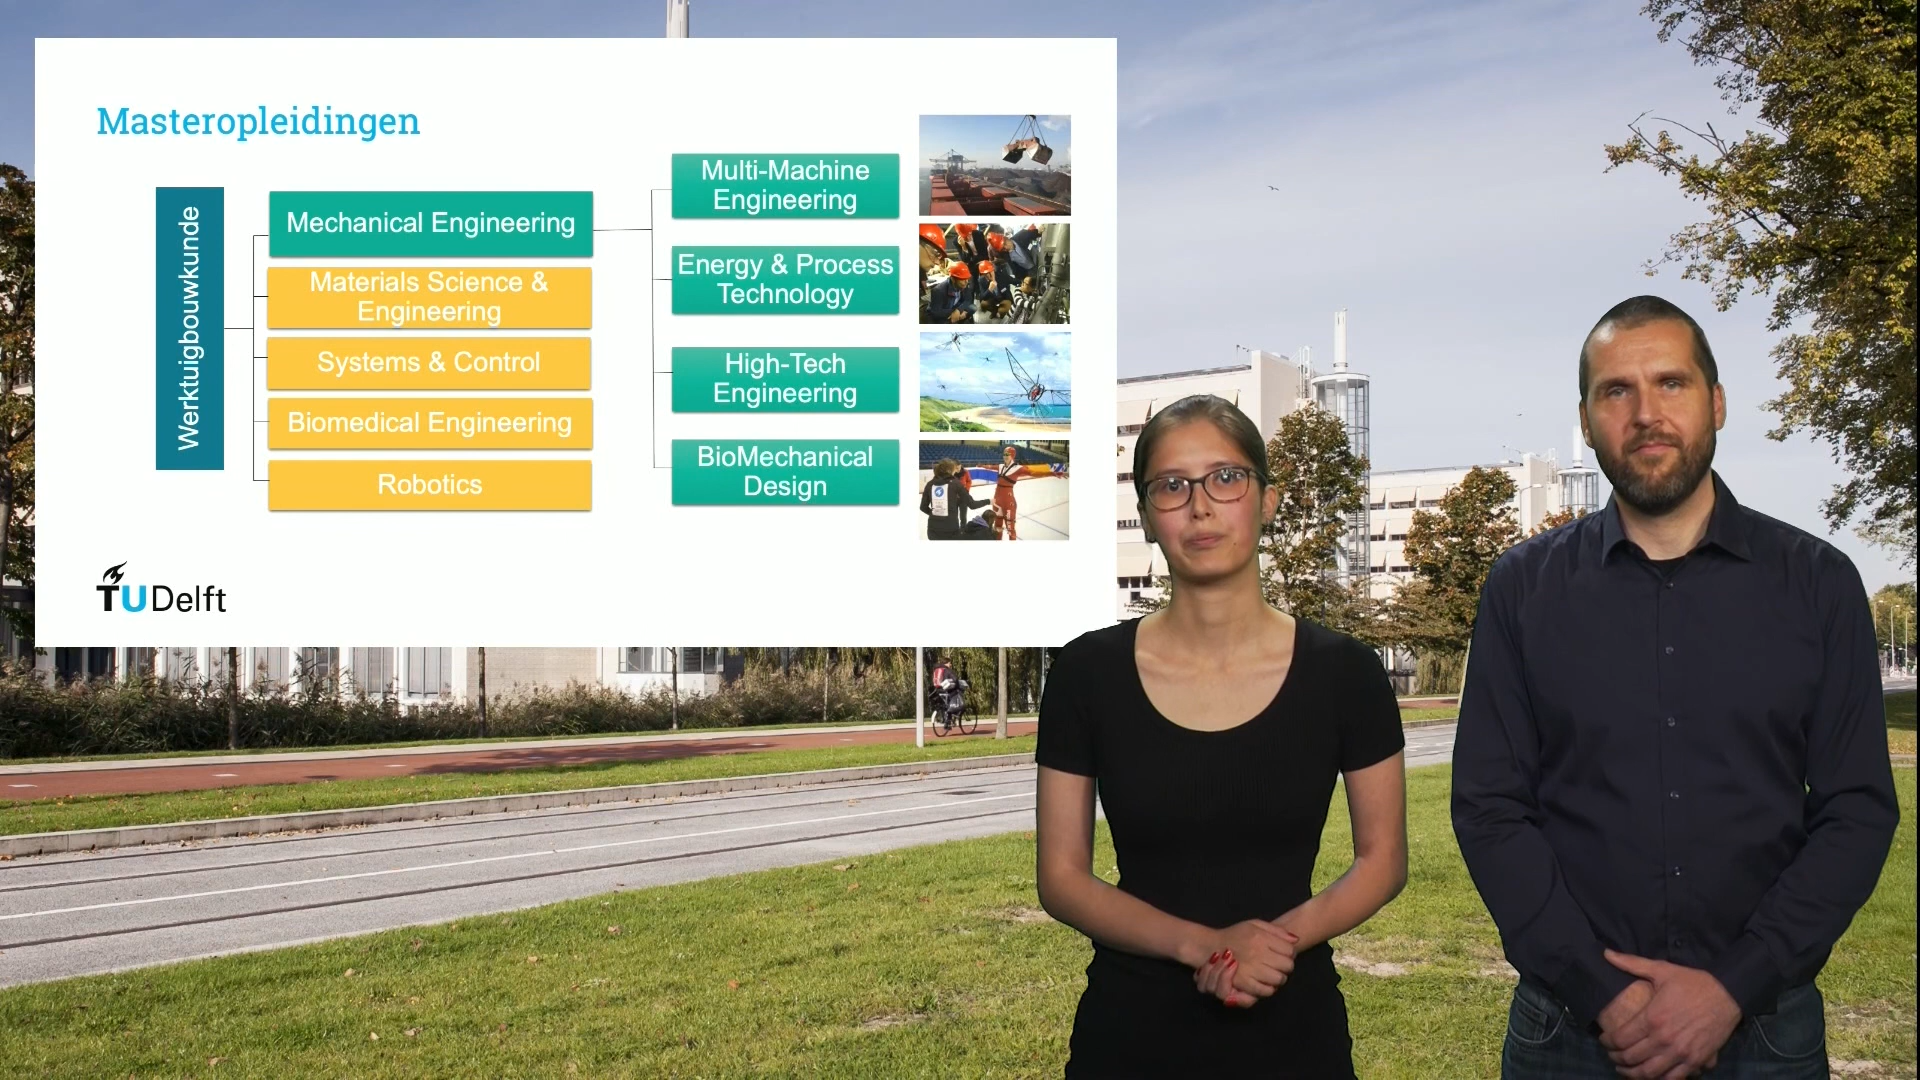 Masteropleidingen
Werktuigbouwkunde
Mechanical Engineering
Materials Science &
Engineering
Systems & Control
Biomedical Engineering
Robotics
Multi-Machine
Engineering
Energy & Process
Technology
High-Tech
Engineering
BioMechanical
Design
TUDelft